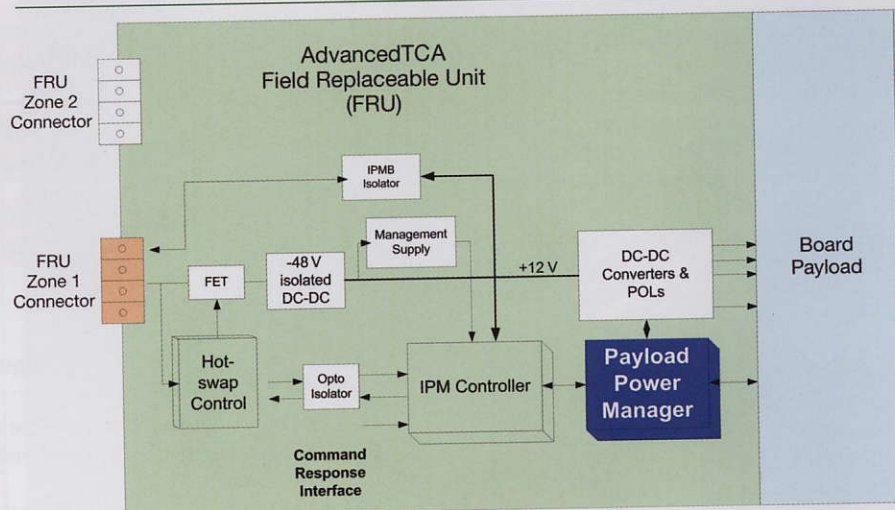 AdvancedTCA
Field Replaceable Unit
(FRU)
FRU
Zone 2
Connector
IPMB
Isolator
Management
Supply
FRU
Zone 1
Connector
FET
-48 V
isolated
DC-DC
+12 V
DC-DC
Converters &
POLs
Board
Payload
Hot-
swap
Control
Opto
Isolator
IPM Controller
Payload
Power
Manager
Command
Response
Interface